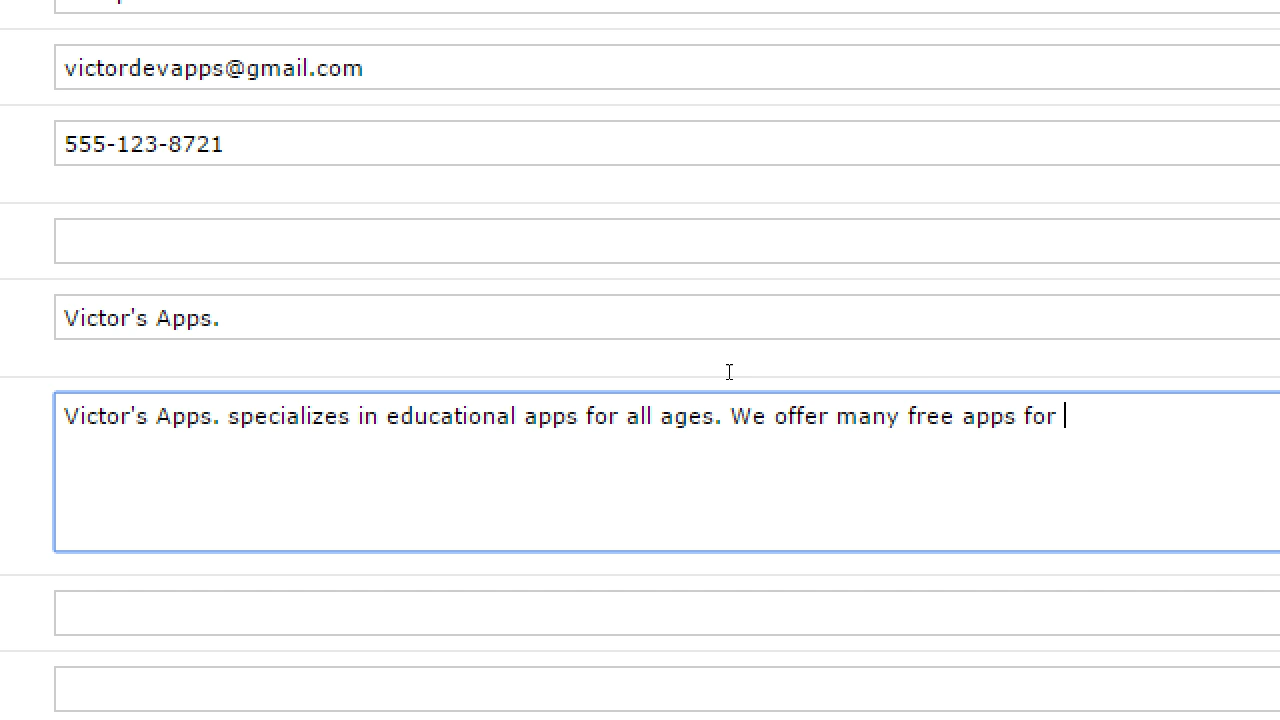 victordevapps@gmail.com
555-123-8721
Victor's Apps.
Victor's Apps. specializes in educational apps for all ages. We offer many free apps for